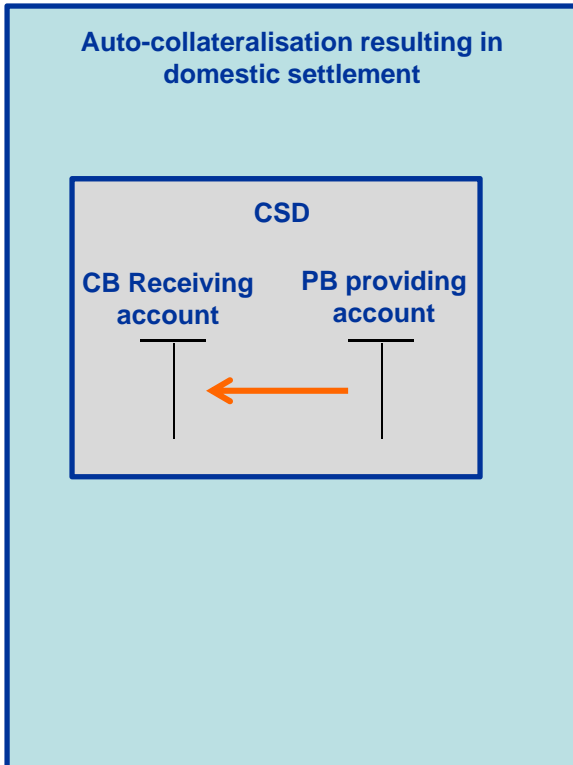 Auto-collateralisation resulting in
domestic settlement
CSD
CB Receiving
account
PB providing
account